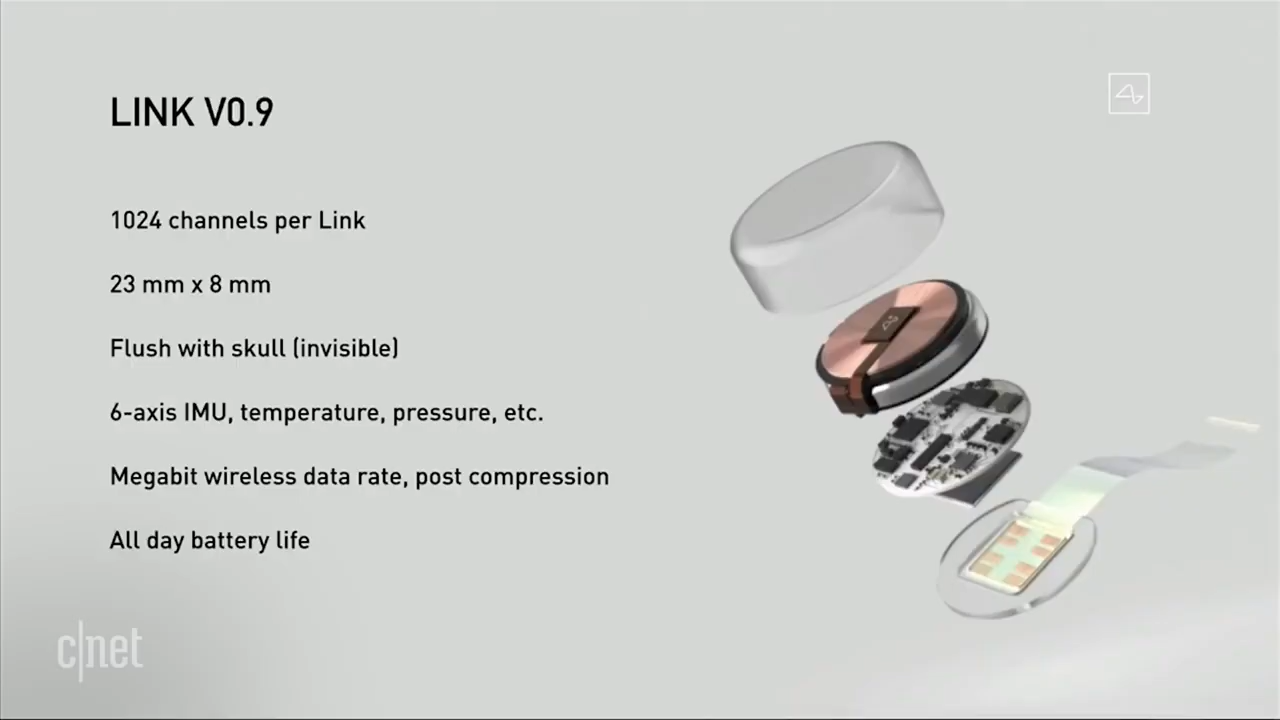 LINK V0.9
1024 channels per Link
23 mm x 8 mm
Flush with skull (invisible)
6-axis IMU, temperature, pressure, etc.
Megabit wireless data rate, post compression
All day battery life
c|net